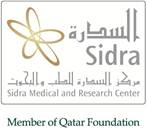 السدرة
Sidra
مركز السدرة للطب والبحوث
Sidra Medical and Research Center
Member of Qatar Foundation